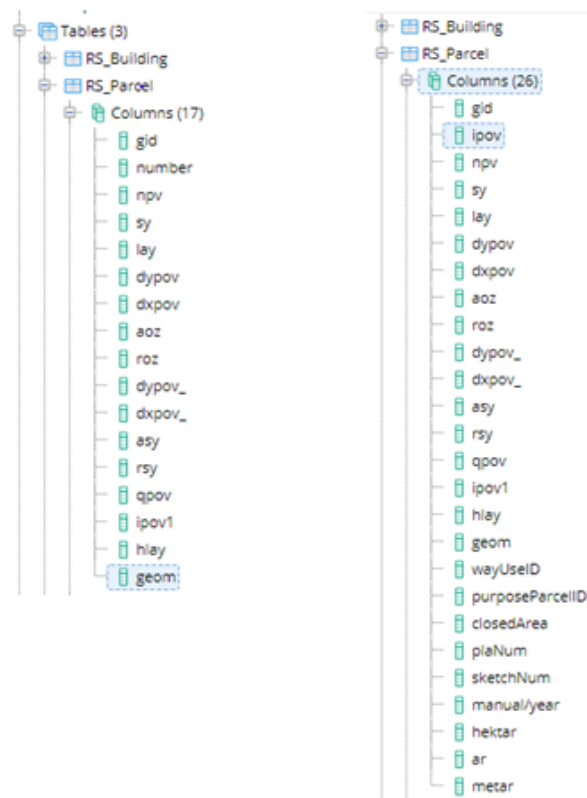 Tables (3)
RS_Building
RS_Parcel
Columns (17)
gid
number
npv
sy
lay
dypov
dxpov
aoz
roz
dypov_
dxpov_
asy
rsy
qpov
ipov1
hlay
geom
RS_Building
RS_Parcel
Columns (26)
gid
ipov
npv
sy
lay
dypov
dxpov
aoz
roz
dypov_
dxpov_
asy
rsy
qpov
ipov1
hlay
geom
wayUseID
purposeParcelID
closedArea
plaNum
sketchNum
manual/year
hektar
ar
metar